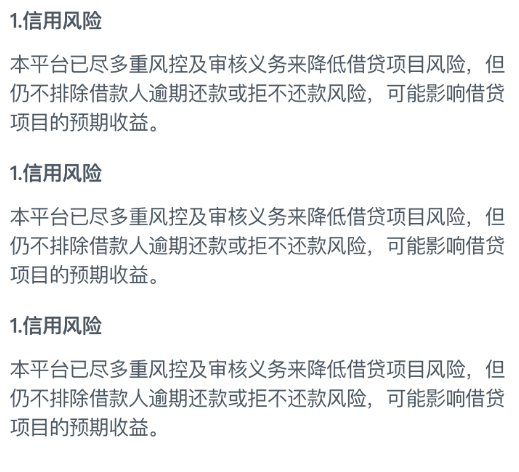 1.信用风险
本平台已尽多重风控及审核义务来降低借贷项目风险，但
仍不排除借款人逾期还款或拒不还款风险，可能影响借贷
项目的预期收益。
1.信用风险
本平台已尽多重风控及审核义务来降低借贷项目风险，但
仍不排除借款人逾期还款或拒不还款风险，可能影响借贷
项目的预期收益。
1.信用风险
本平台已尽多重风控及审核义务来降低借贷项目风险，但
仍不排除借款人逾期还款或拒不还款风险，可能影响借贷
项目的预期收益。